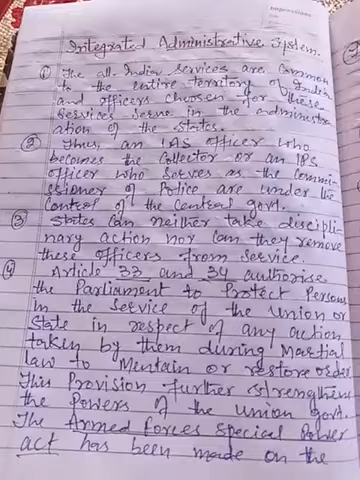 Integrated Administrative System.
① The all India Services are common
to the entire territory of India
and officers choosen for these
services serve in the administr-
ation of the states.
② Thus, an IAS officer who
becomes the collector or an IPS
officer who serves as the commi-
ssioner of Police are under the
control of the central govt.
③ States can neither take discipli-
nary action nor can they remove
these officers from service.
④ Article 33 and 34 authorise
the Parliament to Protect Persons
in the service of the union or
State in respect of any action
taken by them during Martial
law to Mentain or restore order
This Provision further strengthens
the Powers of the union govt.
The Armed forces Special Power
act has been made on the